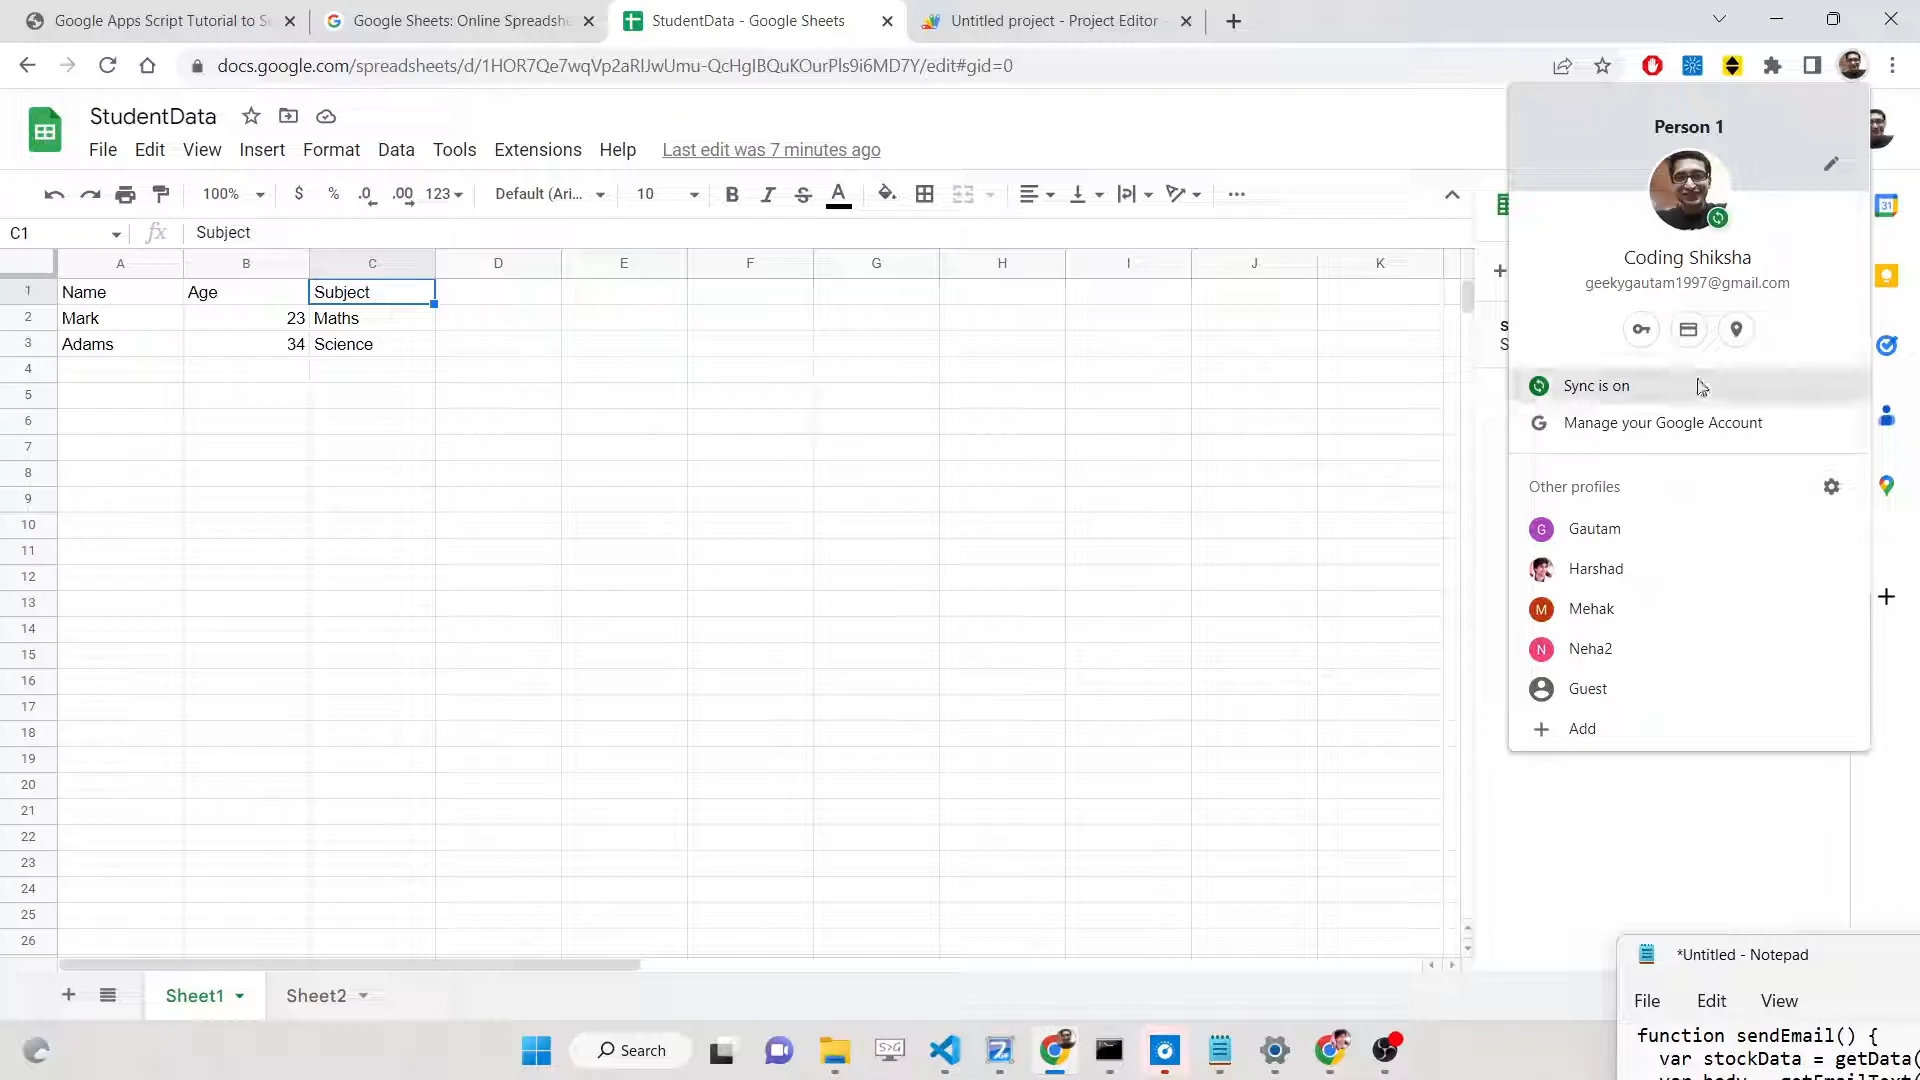 Google Apps Script Tutorial to Se
Google Sheets: Online Spreadshe
StudentData - Google Sheets
Untitled project - Project Editor
docs.google.com/spreadsheets/d/1HOR7Qe7wqVp2aRIJwUmu-QcHgIBQuKOurPls9i6MD7Y/edit#gid=0
StudentData
File Edit View Insert Format Data Tools Extensions Help Last edit was 7 minutes ago
100% $ % .0 .00 123 Default (Ari... 10 B I S A
C1 fx Subject
A B C D E F G H I J K
1 Name Age Subject
2 Mark 23 Maths
3 Adams 34 Science
4
5
6
7
8
9
10
11
12
13
14
15
16
17
18
19
20
21
22
23
24
25
26
Sheet1 Sheet2
Person 1
Coding Shiksha
geekygautam1997@gmail.com
Sync is on
G Manage your Google Account
Other profiles
G Gautam
Harshad
M Mehak
N Neha2
Guest
Add
31
*Untitled - Notepad
File Edit View
function sendEmail() {
var stockData = getData(
Search